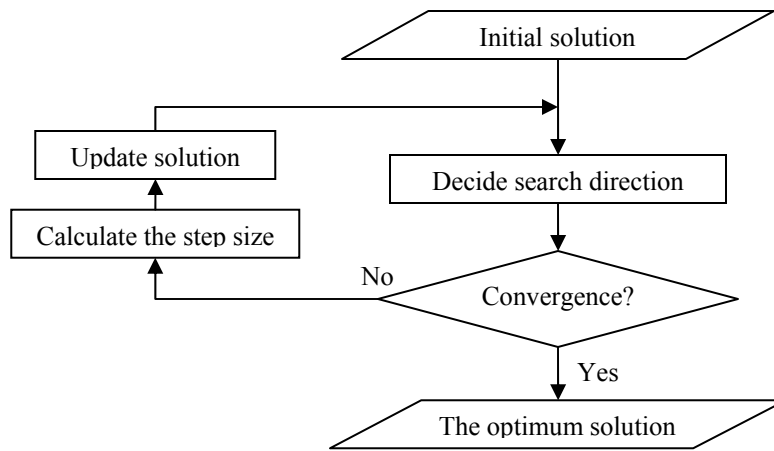 Initial solution
Update solution
Decide search direction
Calculate the step size
No
Convergence?
Yes
The optimum solution